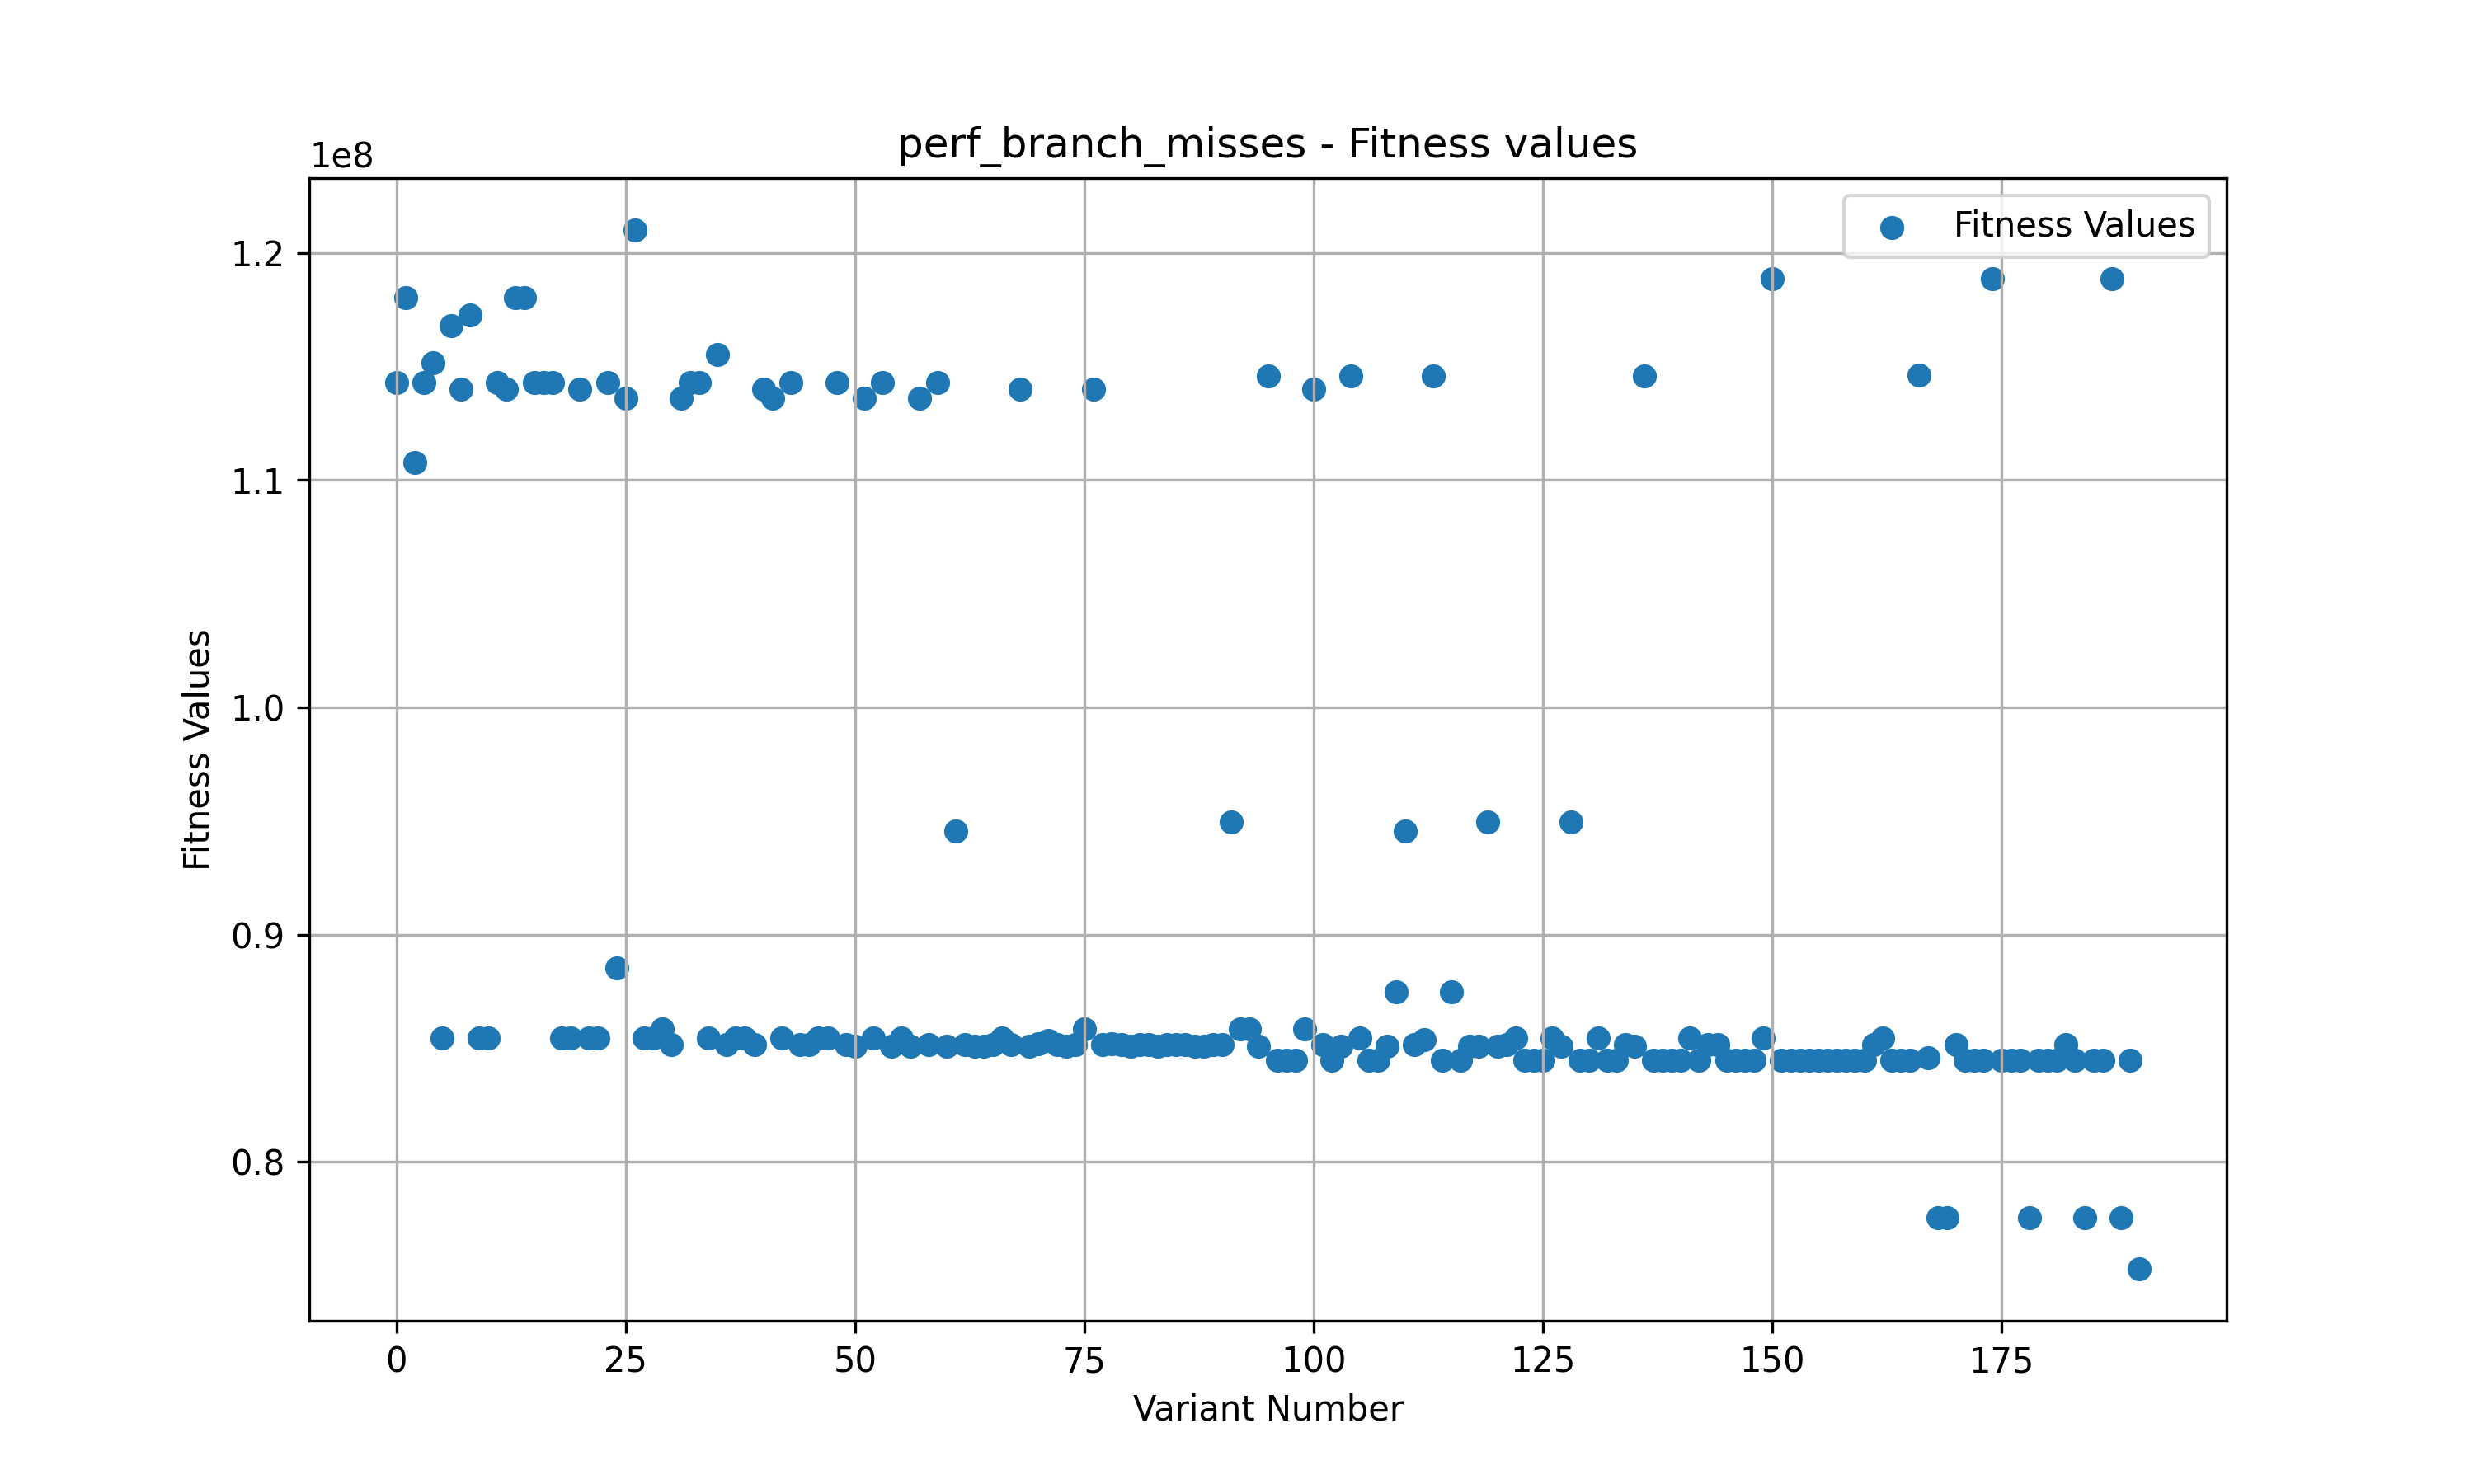 perf_branch_misses - Fitness values
1e8
Fitness Values
1.2
1.1
1.0
0.9
0.8
Fitness Values
0 25 50 75 100 125 150 175
Variant Number